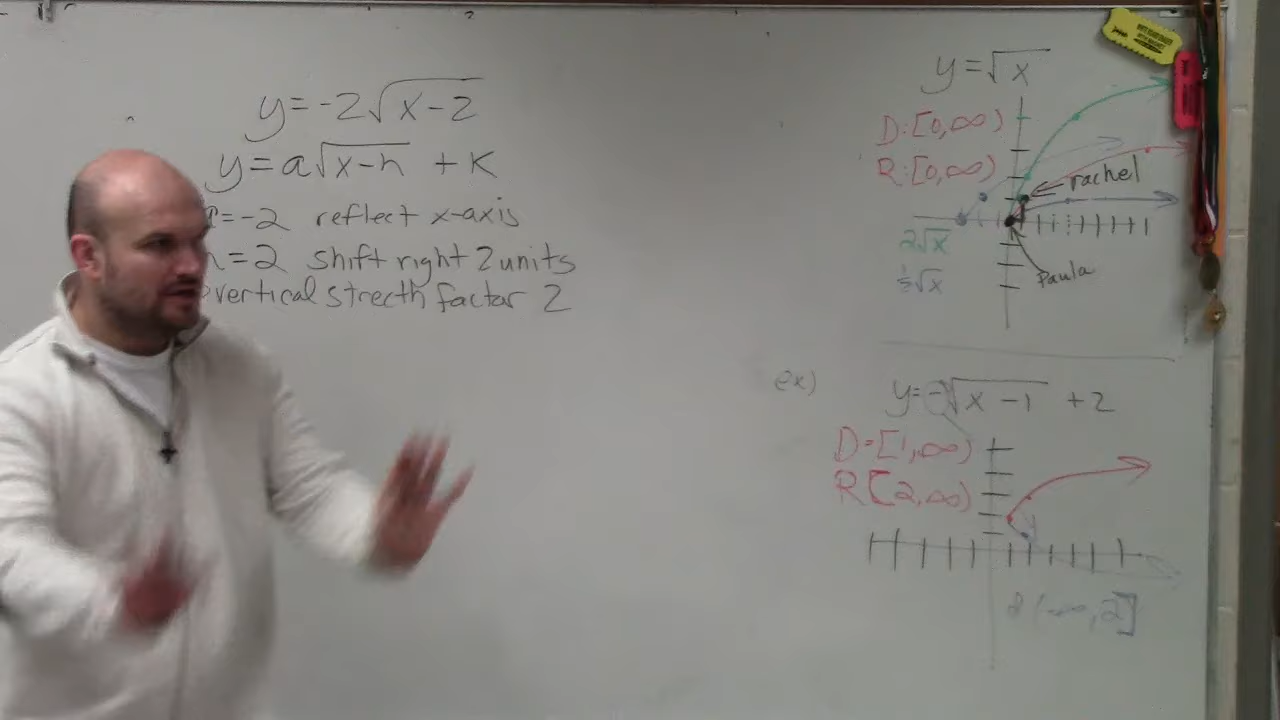 y=-2√x-2
y=a√x-h +K
=-2 reflect x-axis
h=2 shift right 2 units
vertical strecth factor 2
y=√x
D:[0,∞)
R:[0,∞)
rachel
2√x
Paula
ex) y=-√x-1 +2
D=[1,∞)
R[2,∞)
(-∞,2]